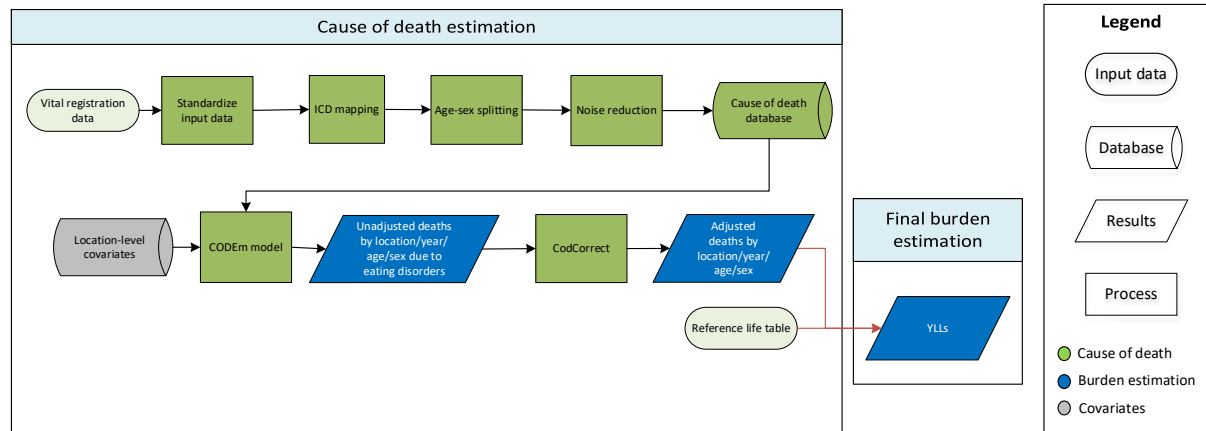 Cause of death estimation
Vital registration
data
Standardize
input data
ICD mapping
Age-sex splitting
Noise reduction
Cause of death
database
Location-level
covariates
CODEm model
Unadjusted deaths
by location/year/
age/sex due to
eating disorders
CodCorrect
Adjusted
deaths by
location/year/
age/sex
Reference life table
Final burden
estimation
YLLs
Legend
Input data
Database
Results
Process
Cause of death
Burden estimation
Covariates